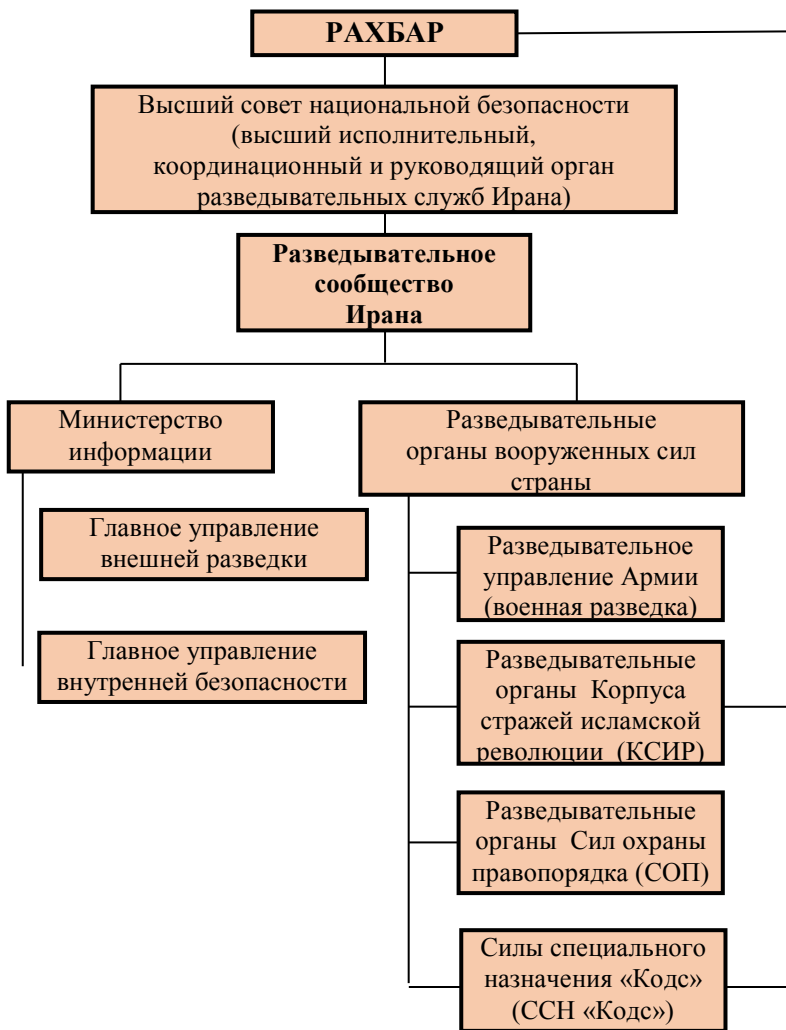 РАХБАР
Высший совет национальной безопасности
(высший исполнительный,
координационный и руководящий орган
разведывательных служб Ирана)
Разведывательное
сообщество
Ирана
Министерство
информации
Главное управление
внешней разведки
Главное управление
внутренней безопасности
Разведывательные
органы вооруженных сил
страны
Разведывательное
управление Армии
(военная разведка)
Разведывательные
органы Корпуса
стражей исламской
революции (КСИР)
Разведывательные
органы Сил охраны
правопорядка (СОП)
Силы специального
назначения «Кодс»
(ССН «Кодс»)